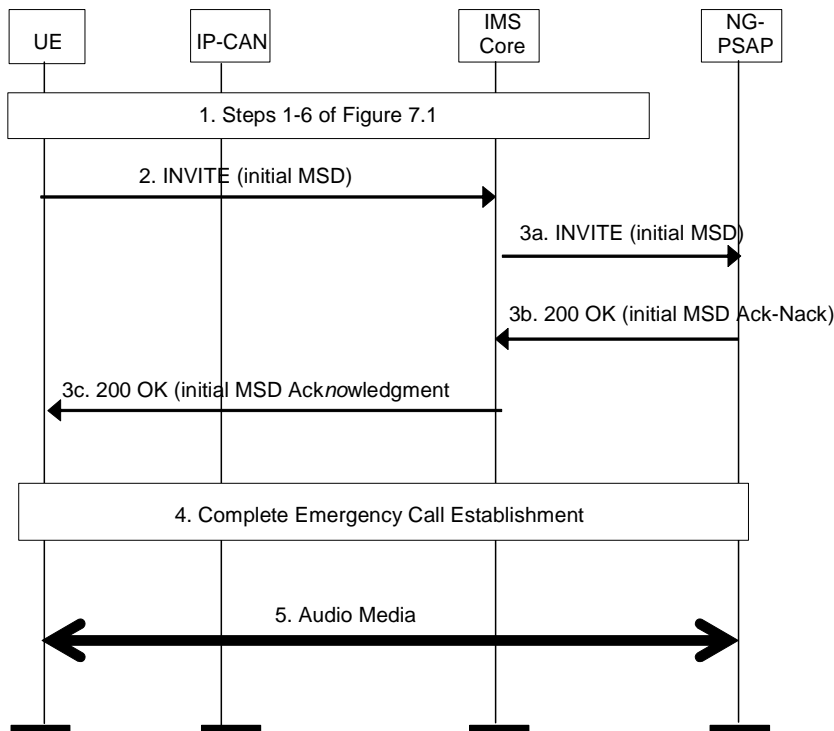 UE
IP-CAN
IMS
Core
NG-
PSAP
1. Steps 1-6 of Figure 7.1
2. INVITE (initial MSD)
3a. INVITE (initial MSD)
3b. 200 OK (initial MSD Ack-Nack)
3c. 200 OK (initial MSD Acknowledgment
4. Complete Emergency Call Establishment
5. Audio Media